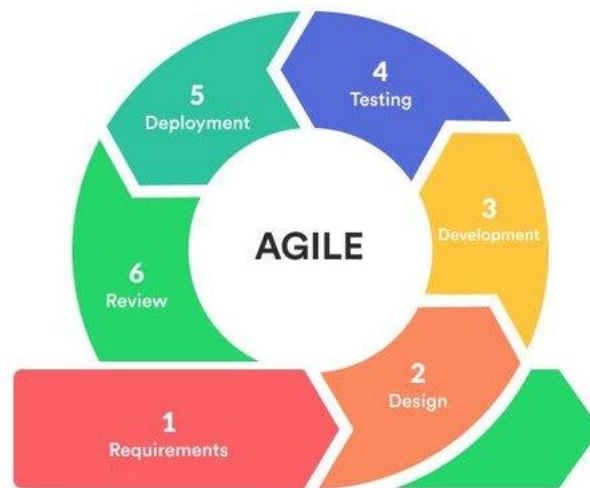 AGILE
1
Requirements
2
Design
3
Development
4
Testing
5
Deployment
6
Review